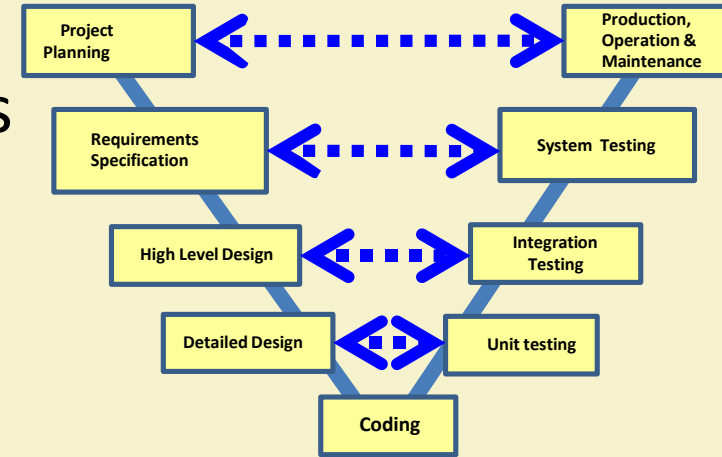 Project
Planning
Production,
Operation &
Maintenance
s
Requirements
Specification
System Testing
High Level Design
Integration
Testing
Detailed Design
Unit testing
Coding